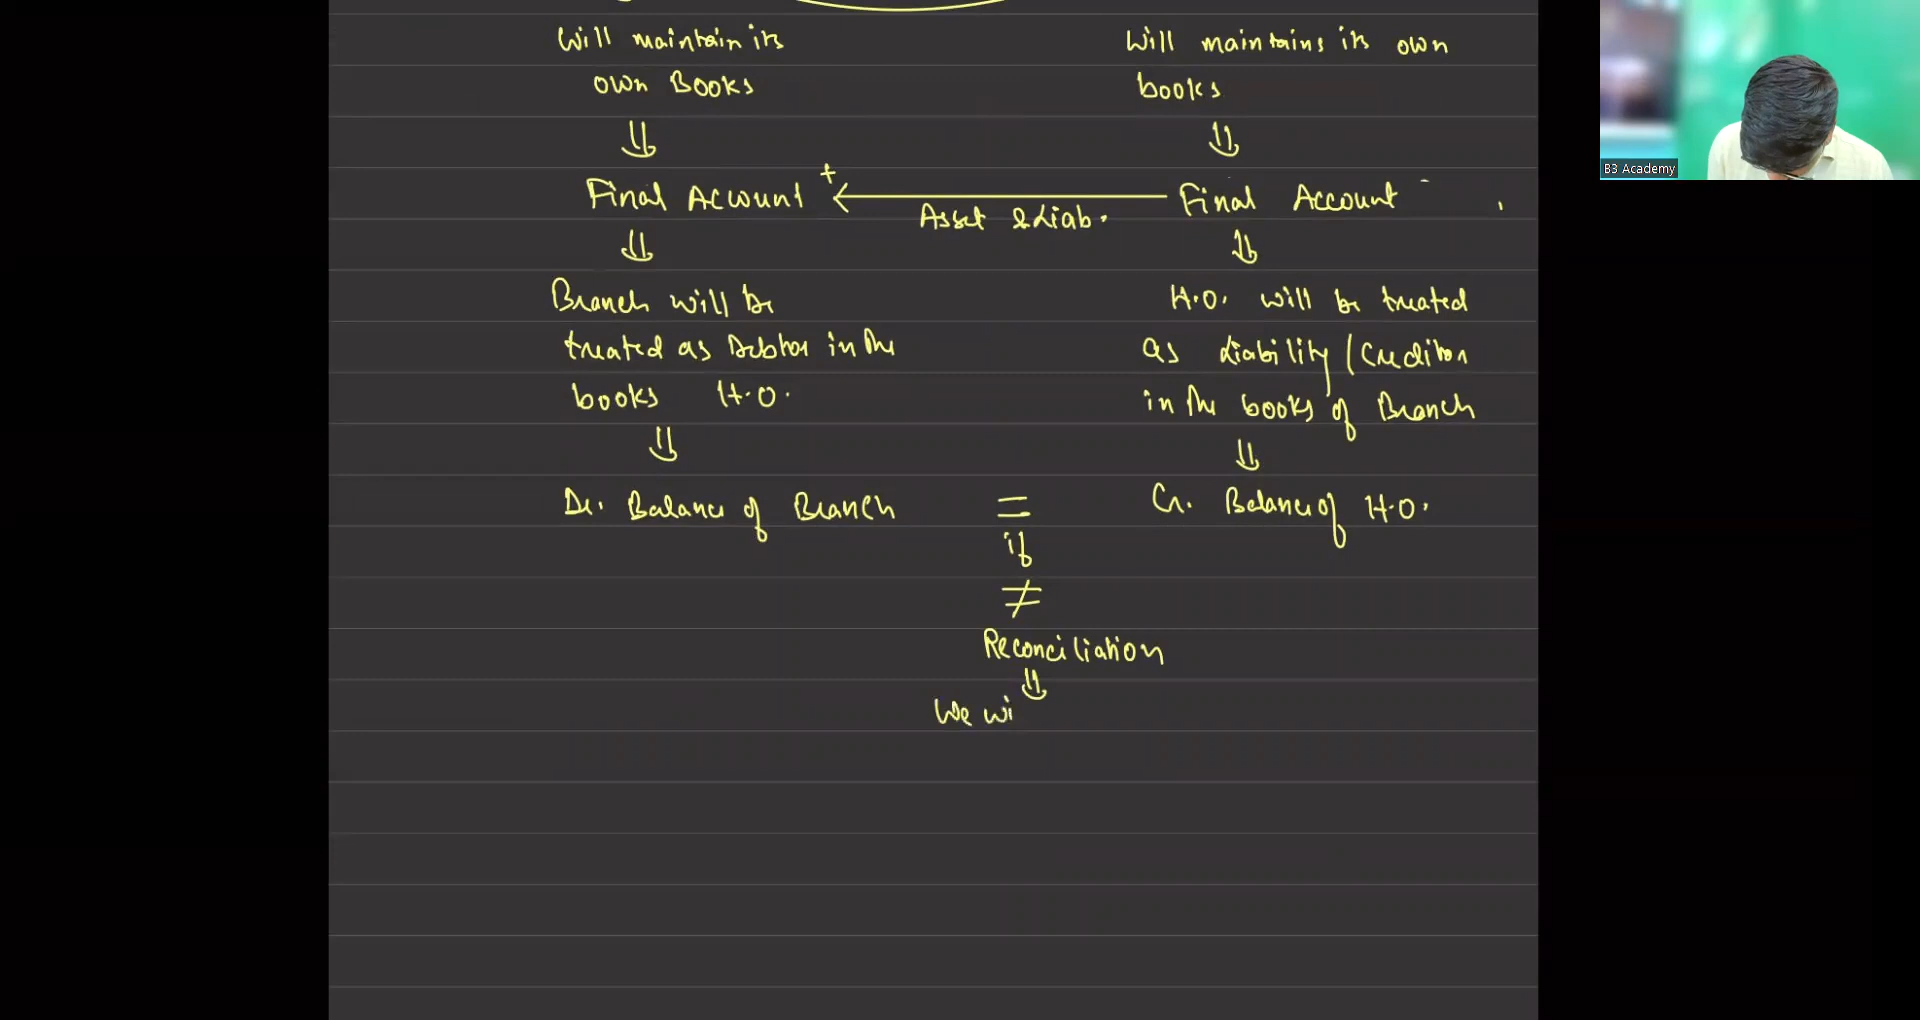 Will maintain its
own Books
Final Account
Branch will be
treated as Debtor in the
books H.O.
Dr. Balance of Branch
+
Asset & Liab.
=
if
≠
Reconciliation
We wi
Will maintains its own
books
Final Account
H.O. will be treated
as Liability/Creditor
in the books of Branch
Cr. Balance of H.O.
B3 Academy